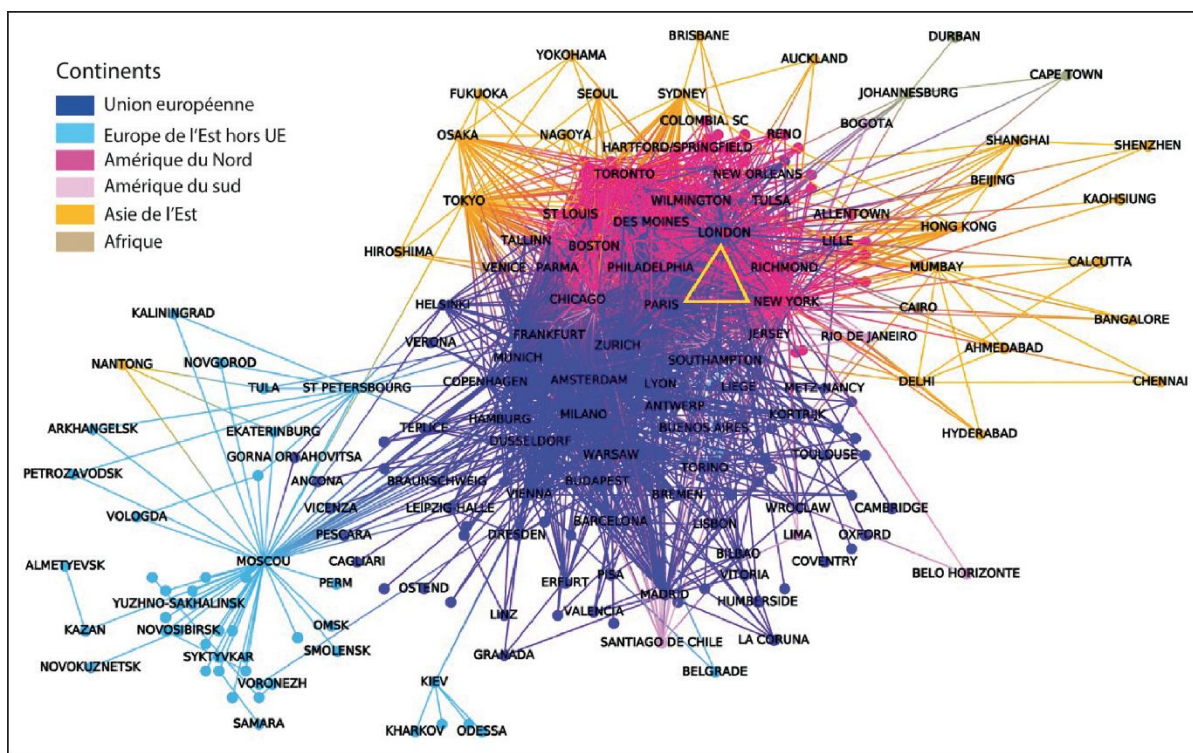 Continents
Union européenne
Europe de l'Est hors UE
Amérique du Nord
Amérique du sud
Asie de l'Est
Afrique
BRISBANE
DURBAN
YOKOHAMA
AUCKLAND
CAPE TOWN
FUKUOKA
SEOUL
SYDNEY
JOHANNESBURG
COLOMBIA. SC
BOGOTA
OSAKA
NAGOYA
RENO
SHANGHAI
SHENZHEN
HARTFORD/SPRINGFIELD
TORONTO
NEW ORLEANS
BEIJING
TOKYO
WILMINGTON
TULSA
KAOHSIUNG
ST LOUIS
DES MOINES
ALLENTOWN
HONG KONG
LONDON
HIROSHIMA
TALLINN
BOSTON
LILLE
VENICE
PARMA
PHILADELPHIA
RICHMOND
MUMBAY
CALCUTTA
HELSINKI
CHICAGO
PARIS
NEW YORK
CAIRO
KALININGRAD
BANGALORE
FRANKFURT
ZURICH
JERSEY
RIO DE JANEIRO
VERONA
MUNICH
AHMEDABAD
NANTONG
NOVGOROD
SOUTHAMPTON
TULA
ST PETERSBOURG
COPENHAGEN
AMSTERDAM
LYON
LIEGE
METZ-NANCY
DELHI
CHENNAI
ANTWERP
HAMBURG
MILANO
KORTRIJK
ARKHANGELSK
EKATERINBURG
TEPLICE
BUENOS AIRES
HYDERABAD
GORNA ORYAHOVITSA
DUSSELDORF
WARSAW
TOULOUSE
PETROZAVODSK
ANCONA
BRAUNSCHWEIG
BUDAPEST
TORINO
VIENNA
BREMEN
VICENZA
LEIPZIG HALLE
WROCLAW
CAMBRIDGE
VOLOGDA
BARCELONA
LISBON
PESCARA
DRESDEN
LIMA
OXFORD
MOSCOU
CAGLIARI
BILBAO
COVENTRY
ALMETYEVSK
PERM
OSTEND
ERFURT
PISA
VITORIA
BELO HORIZONTE
YUZHNO-SAKHALINSK
MADRID
HUMBERSIDE
LINZ
VALENCIA
KAZAN
NOVOSIBIRSK
OMSK
SANTIAGO DE CHILE
LA CORUNA
SMOLENSK
GRANADA
NOVOKUZNETSK
SYKTYVKAR
BELGRADE
VORONEZH
KIEV
SAMARA
KHARKOV
ODESSA